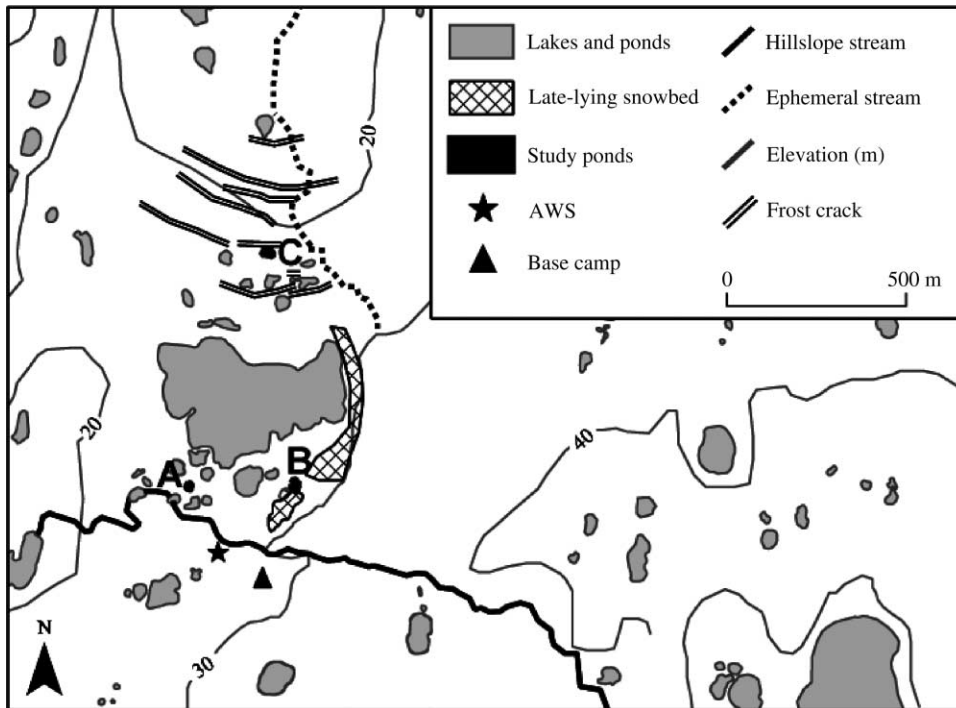 Lakes and ponds
Hillslope stream
Late-lying snowbed
Ephemeral stream
Study ponds
Elevation (m)
AWS
Frost crack
Base camp
0 500 m
20
C
20
40
A
B
N
30